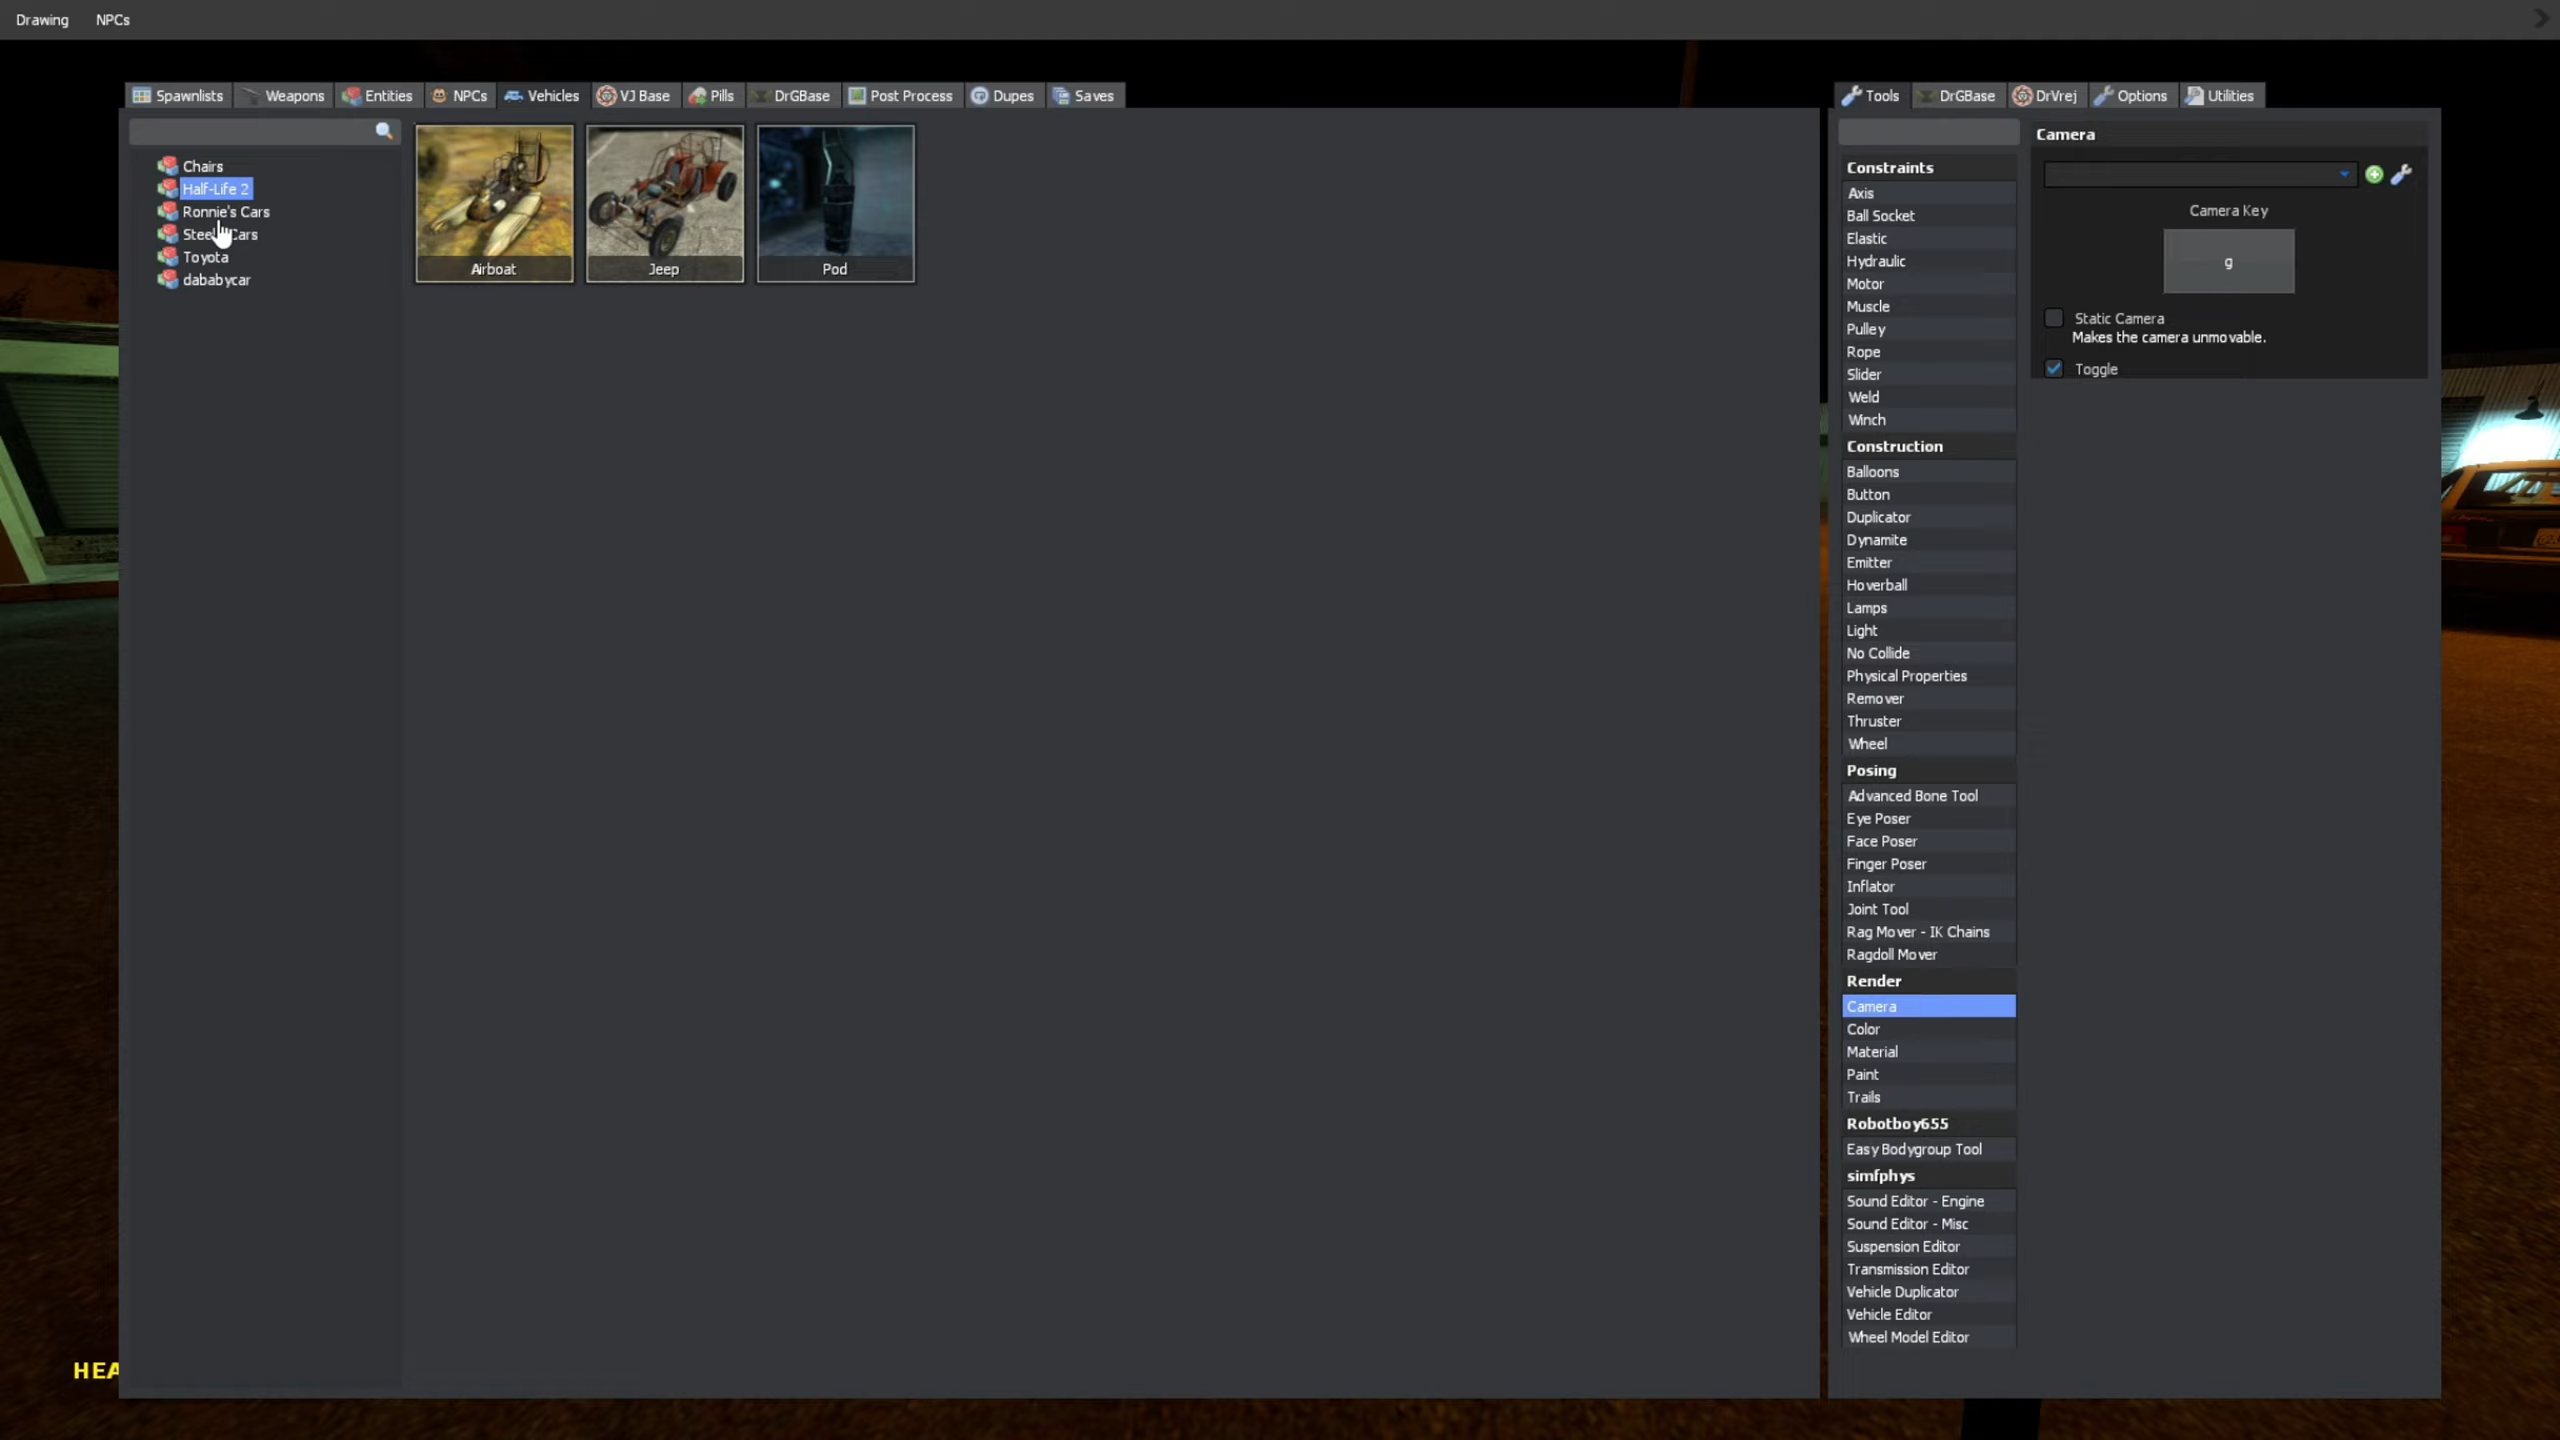 Drawing NPCs
Spawnlists Weapons Entities NPCs Vehicles VJ Base Pills DrGBase Post Process Dupes Saves
Chairs
Half-Life 2
Ronnie's Cars
Cars
Toyota
dababycar
Airboat Jeep Pod
Tools DrGBase DrVrej Options Utilities
Constraints
Axis
Ball Socket
Elastic
Hydraulic
Motor
Muscle
Pulley
Rope
Slider
Weld
Winch
Construction
Balloons
Button
Duplicator
Dynamite
Emitter
Hoverball
Lamps
Light
No Collide
Physical Properties
Remover
Thruster
Wheel
Posing
Advanced Bone Tool
Eye Poser
Face Poser
Finger Poser
Inflator
Joint Tool
Rag Mover - IK Chains
Ragdoll Mover
Render
Camera
Color
Material
Paint
Trails
Robotboy655
Easy Bodygroup Tool
simfphys
Sound Editor - Engine
Sound Editor - Misc
Suspension Editor
Transmission Editor
Vehicle Duplicator
Vehicle Editor
Wheel Model Editor
Camera
Camera Key
g
Static Camera
Makes the camera unmovable.
Toggle
HEA